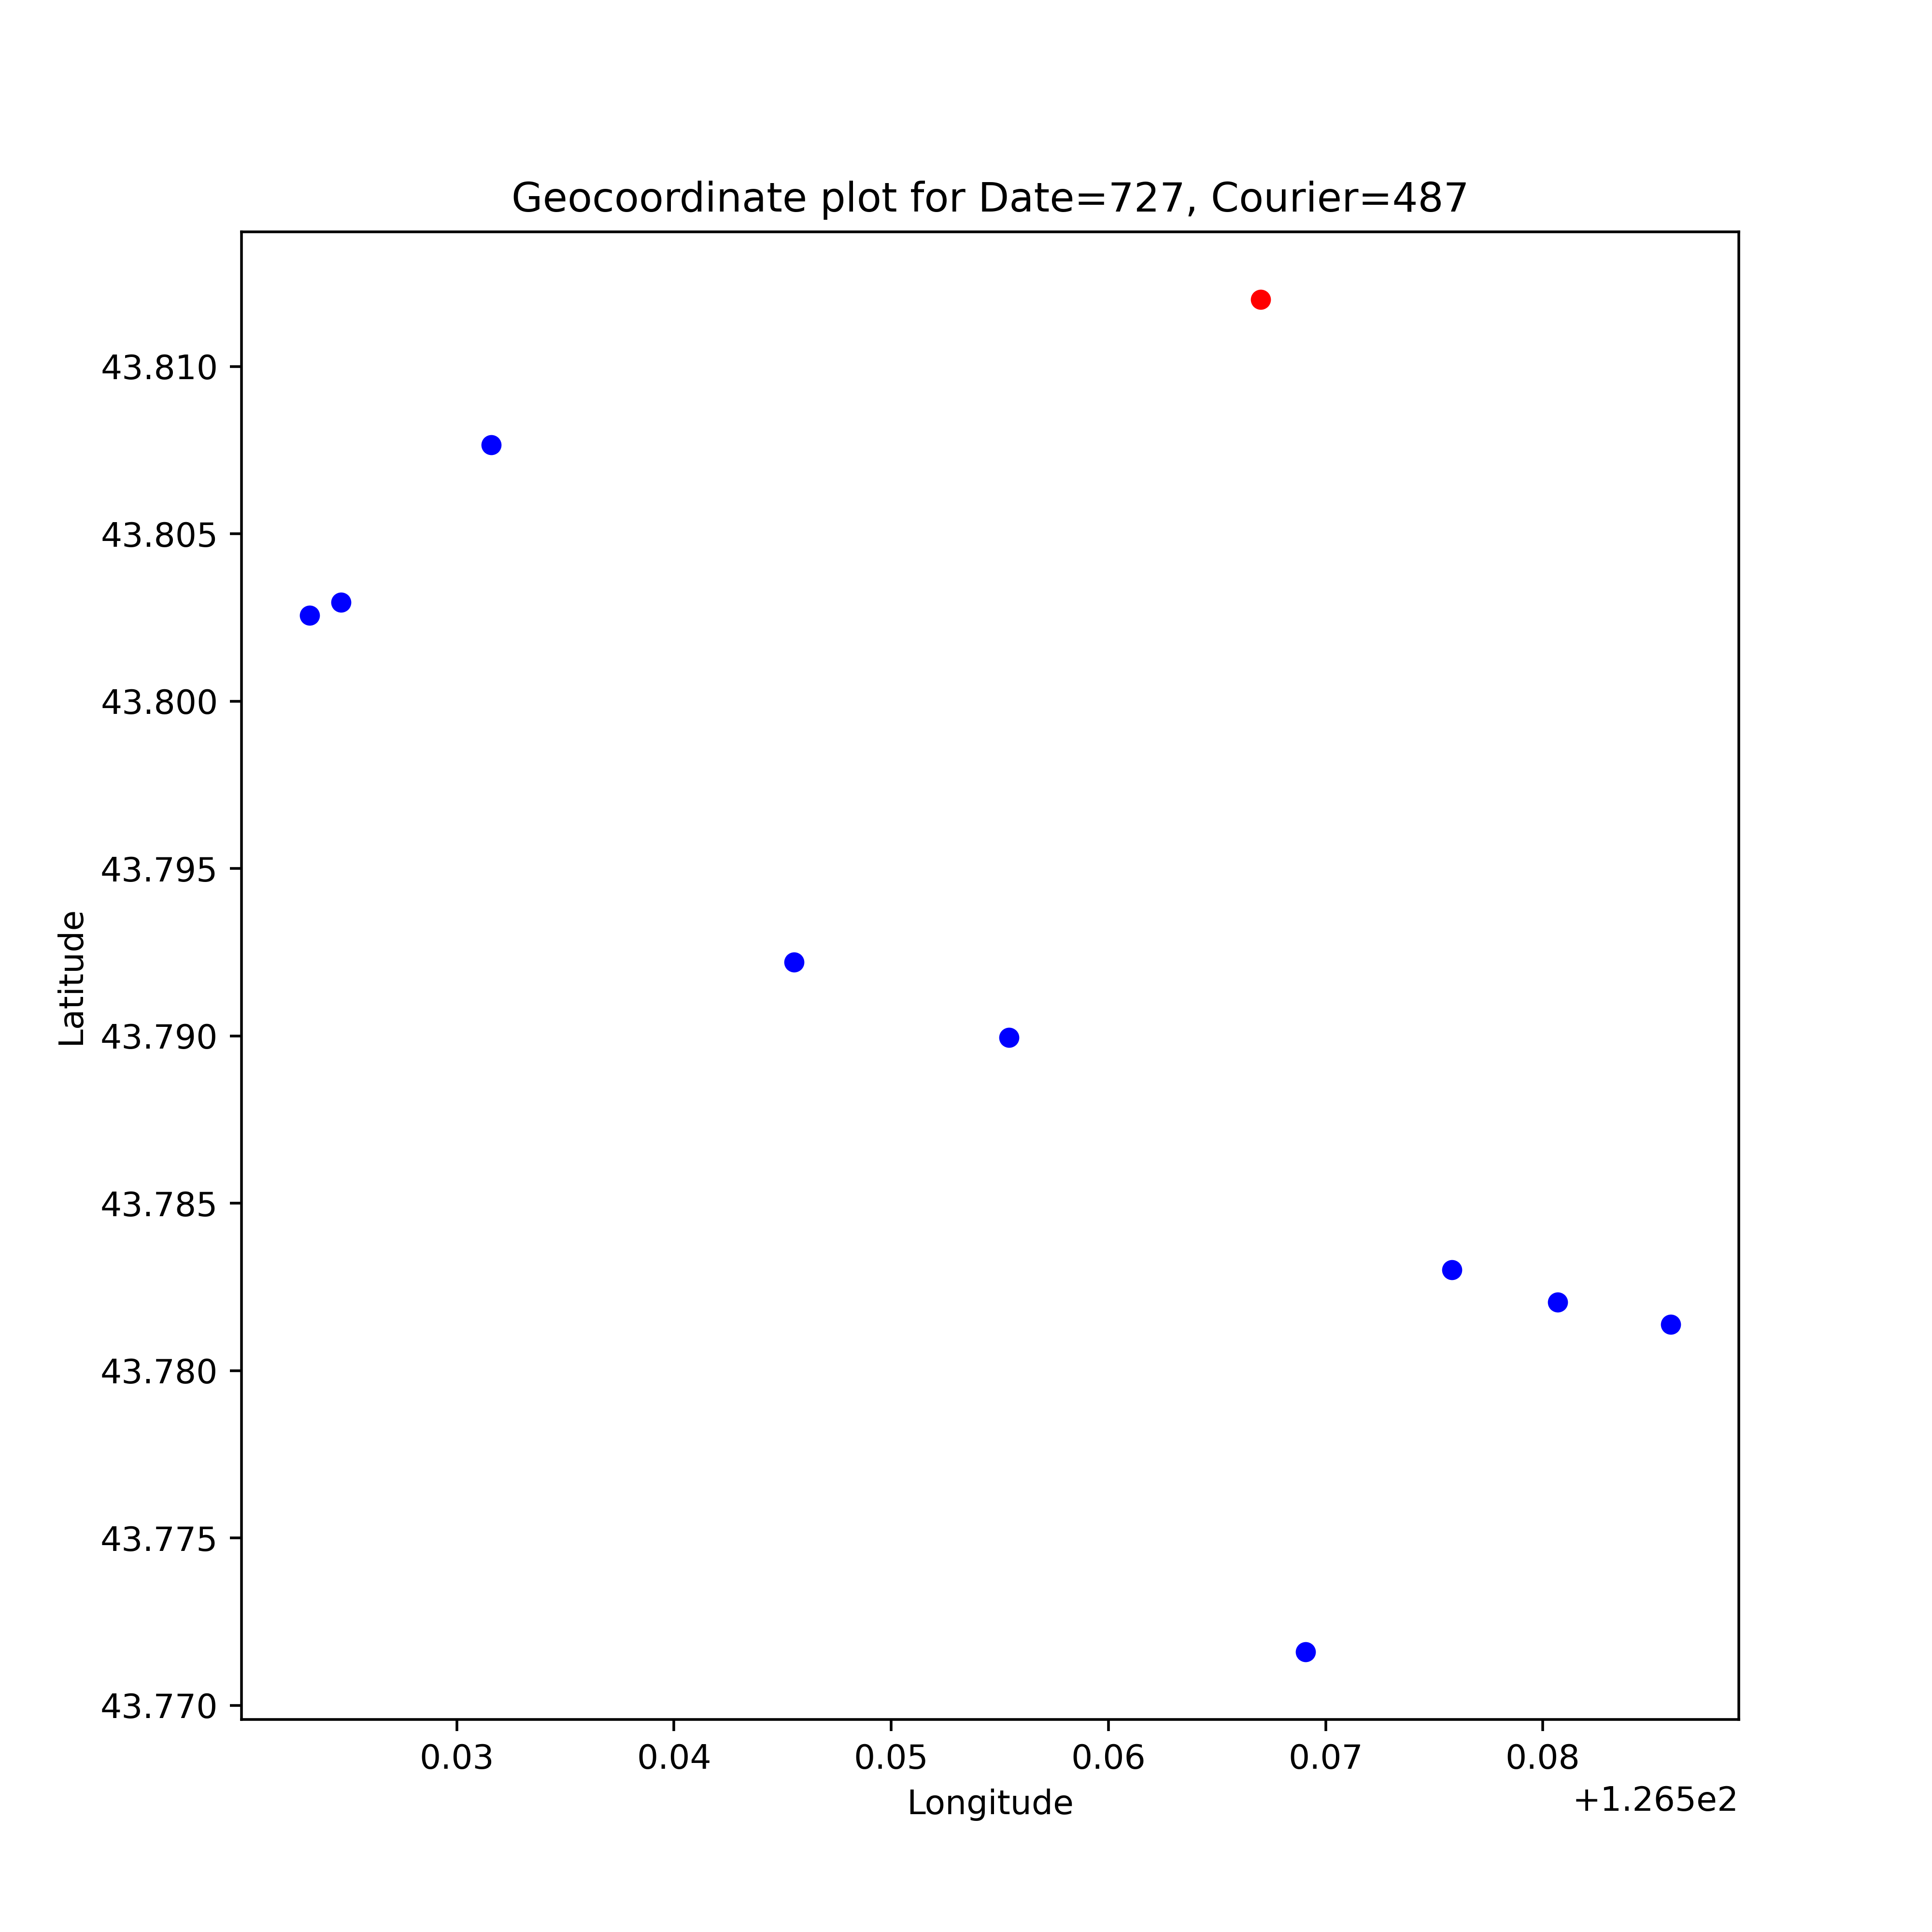 Geocoordinate plot for Date=727, Courier=487
43.810
43.805
43.800
43.795
43.790
43.785
43.780
43.775
43.770
Latitude
0.03 0.04 0.05 0.06 0.07 0.08
+1.265e2
Longitude